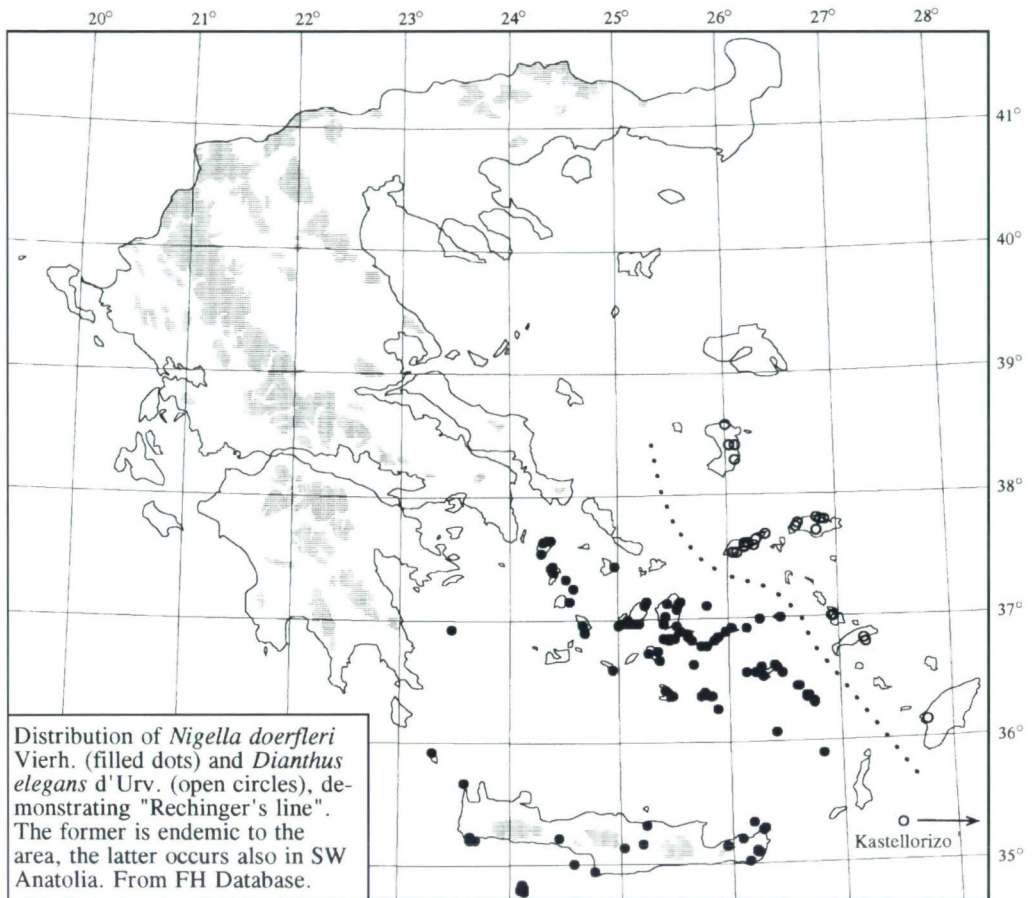 20° 21° 22° 23° 24° 25° 26° 27° 28°
41°
40°
39°
38°
37°
36°
35°
Kastellorizo
Distribution of Nigella doerfleri
Vierh. (filled dots) and Dianthus
elegans d'Urv. (open circles), de-
monstrating "Rechinger's line".
The former is endemic to the
area, the latter occurs also in SW
Anatolia. From FH Database.